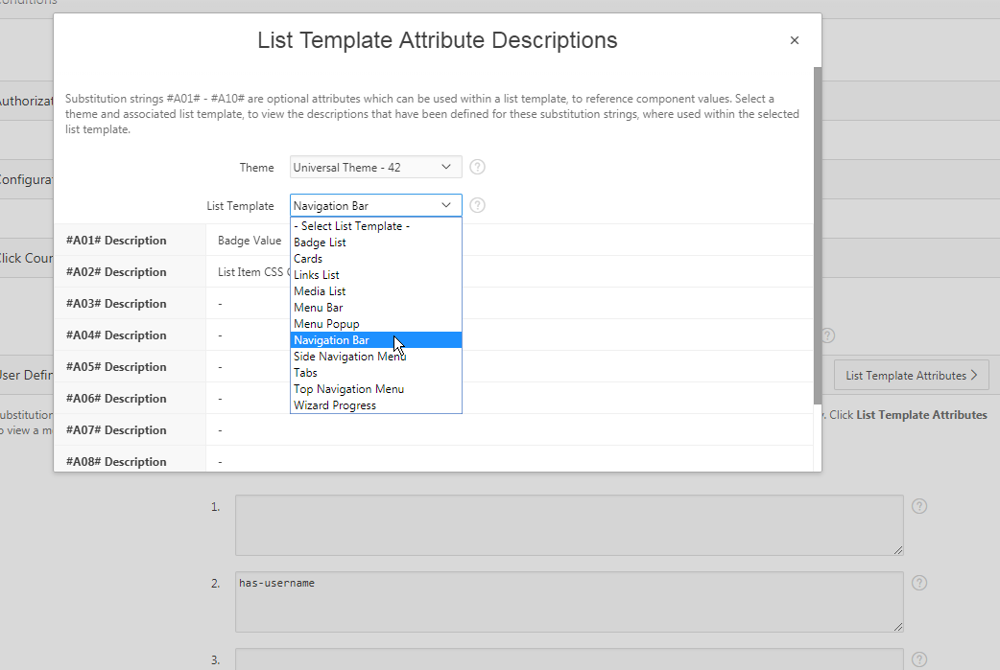 onditions
List Template Attribute Descriptions
×
Substitution strings #A01# - #A10# are optional attributes which can be used within a list template, to reference component values. Select a
theme and associated list template, to view the descriptions that have been defined for these substitution strings, where used within the selected
list template.
uthorizat
Theme
Universal Theme - 42
?
onfigura
List Template
Navigation Bar
?
- Select List Template -
Badge List
Cards
Links List
Media List
Menu Bar
Menu Popup
Navigation Bar
Side Navigation Menu
Tabs
Top Navigation Menu
Wizard Progress
#A01# Description
Badge Value
lick Cour
#A02# Description
List Item CSS C
#A03# Description
-
#A04# Description
-
?
#A05# Description
-
ser Defin
List Template Attributes
#A06# Description
-
ubstitution
y. Click List Template Attributes
o view a m
#A07# Description
-
#A08# Description
-
1.
?
2.
has-username
?
3.
?